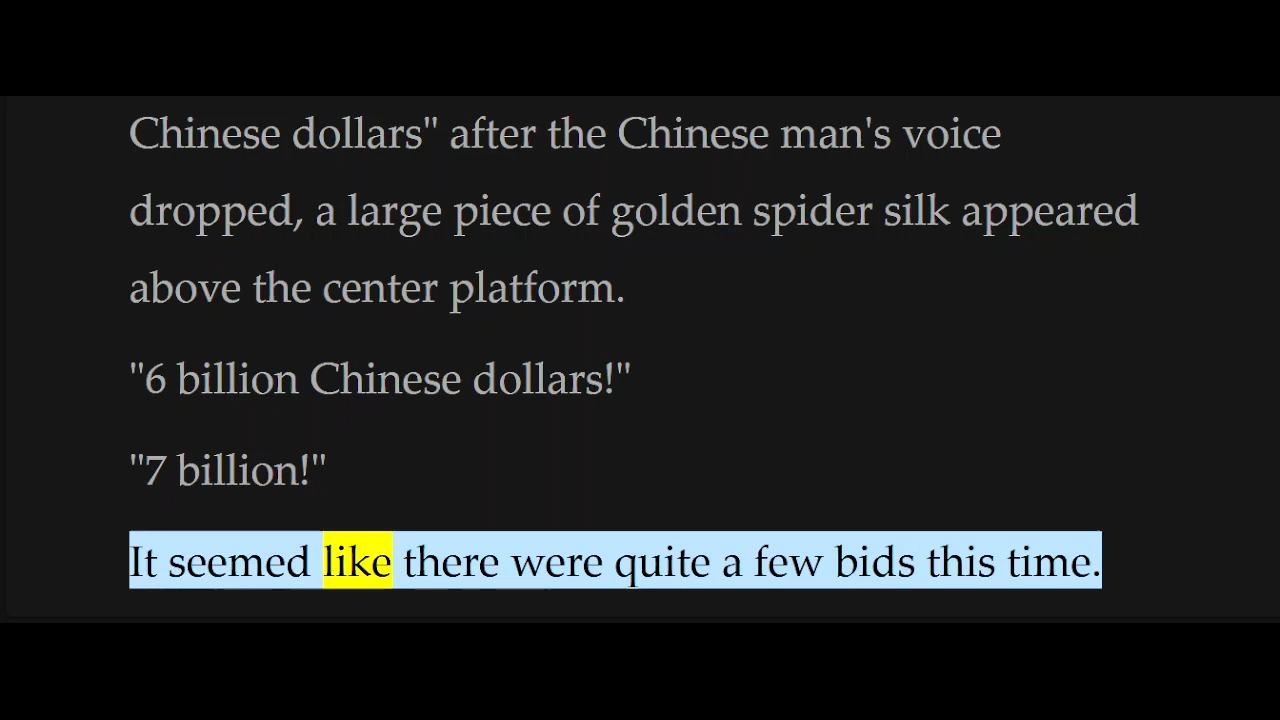 Chinese dollars" after the Chinese man's voice
dropped, a large piece of golden spider silk appeared
above the center platform.
"6 billion Chinese dollars!"
"7 billion!"
It seemed like there were quite a few bids this time.